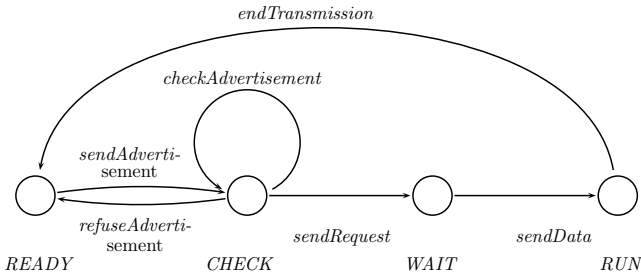 endTransmission
checkAdvertisement
sendAdverti-
sement
refuseAdverti-
sement
sendRequest
sendData
READY
CHECK
WAIT
RUN